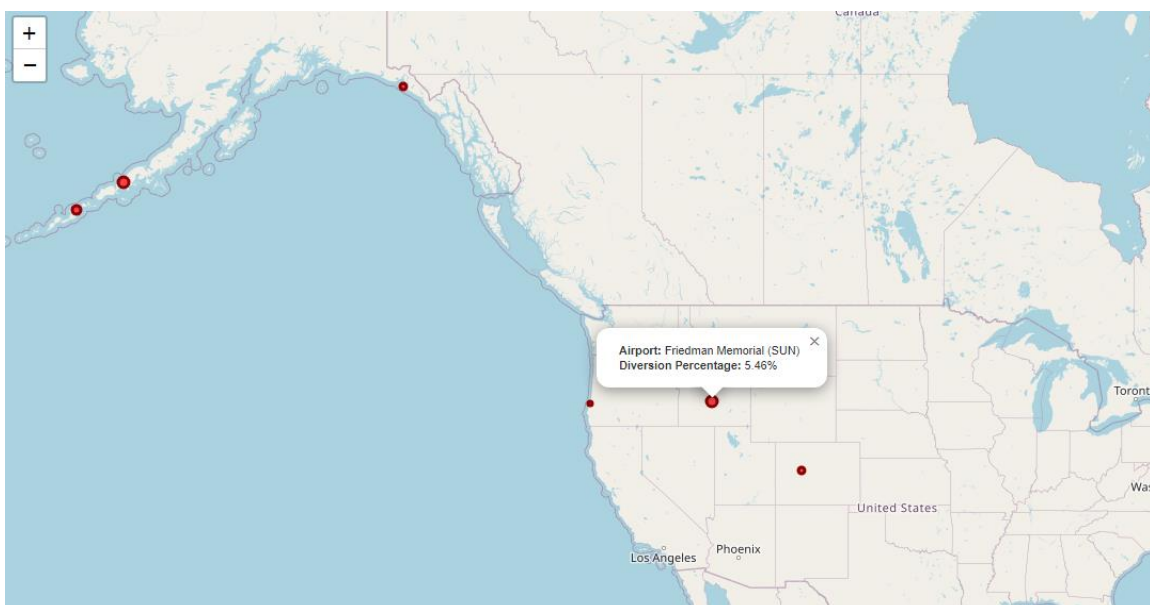 Canada
+
−
Airport: Friedman Memorial (SUN)
Diversion Percentage: 5.46%
×
Toront
Was
United States
Phoenix
Los Angeles